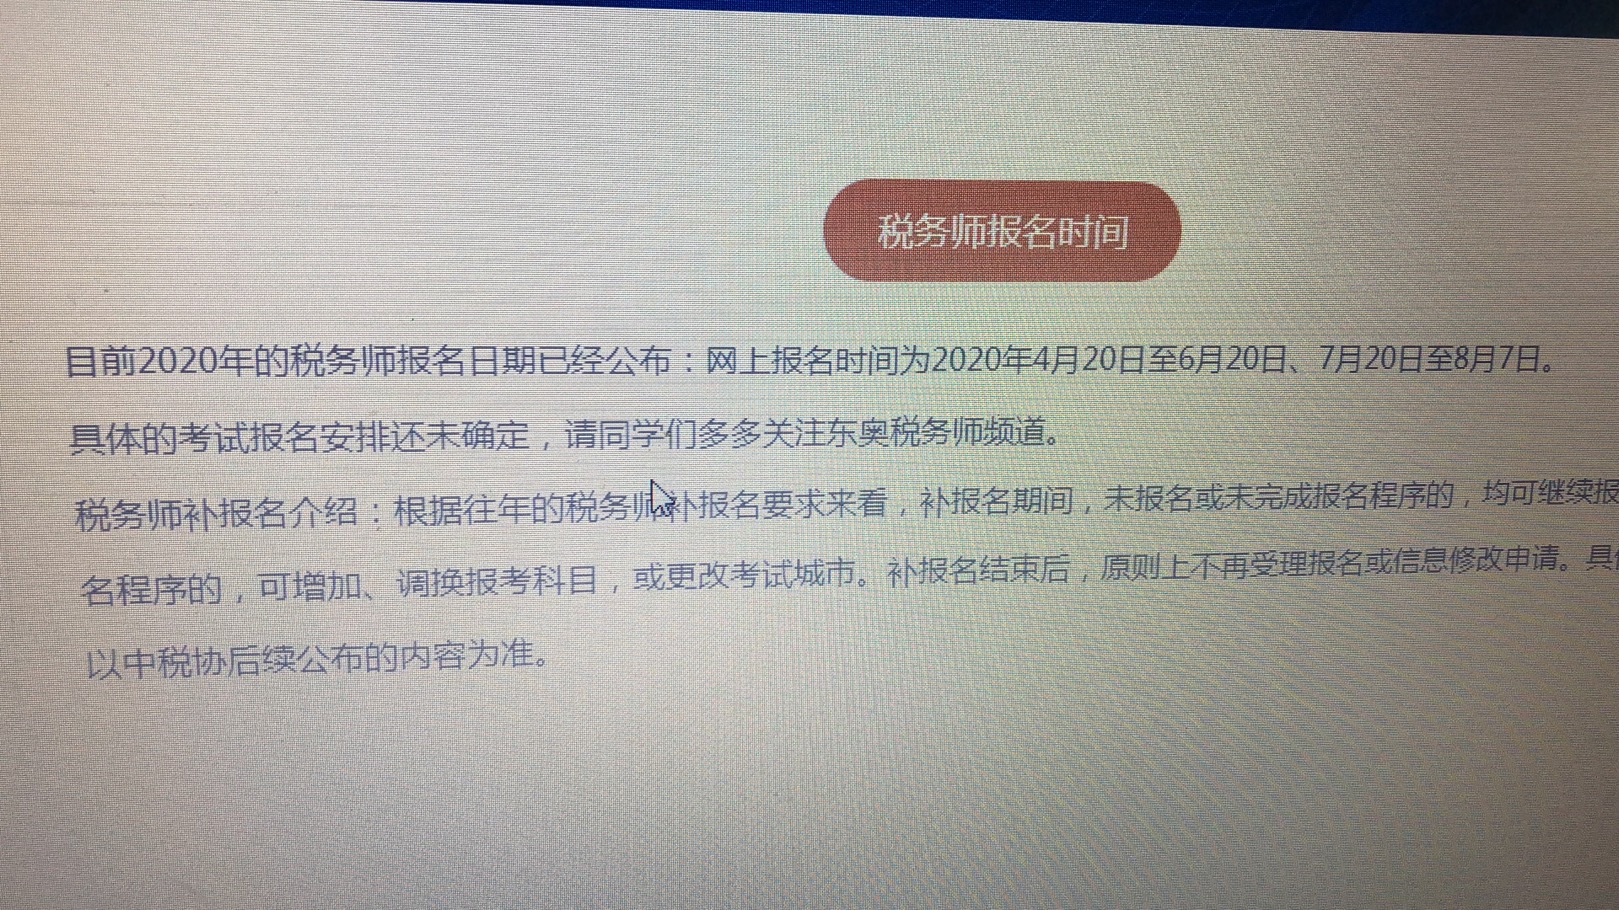 税务师报名时间
目前2020年的税务师报名日期已经公布：网上报名时间为2020年4月20日至6月20日、7月20日至8月7日。
具体的考试报名安排还未确定，请同学们多多关注东奥税务师频道。
税务师补报名介绍：根据往年的税务师补报名要求来看，补报名期间，未报名或未完成报名程序的，均可继续报
名程序的，可增加、调换报考科目，或更改考试城市。补报名结束后，原则上不再受理报名或信息修改申请。具
以中税协后续公布的内容为准。